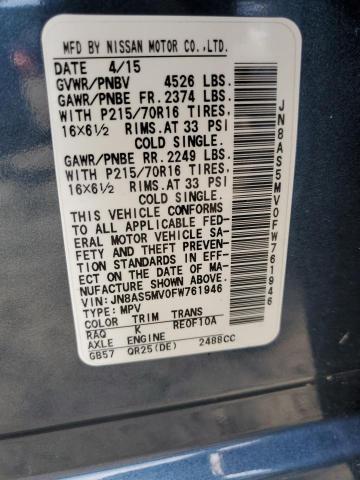 MFD BY NISSAN MOTOR CO.,LTD.
DATE 4/15
GVWR/PNBV 4526 LBS.
GAWR/PNBE FR. 2374 LBS.
WITH P215/70R16 TIRES,
16X6½ RIMS. AT 33 PSI
COLD SINGLE.
GAWR/PNBE RR. 2249 LBS.
WITH P215/70R16 TIRES,
16X6½ RIMS. AT 33 PSI
COLD SINGLE.
THIS VEHICLE CONFORMS
TO ALL APPLICABLE FED-
ERAL MOTOR VEHICLE SA-
FETY AND THEFT PREV-
ENTION STANDARDS IN EFF-
ECT ON THE DATE OF MA-
NUFACTURE SHOWN ABOVE.
VIN: JN8AS5MV0FW761946
TYPE: MPV
COLOR TRIM TRANS
RAQ K RE0F10A
AXLE ENGINE
GB57 QR25(DE) 2488CC
JN8AS5MV0FW761946